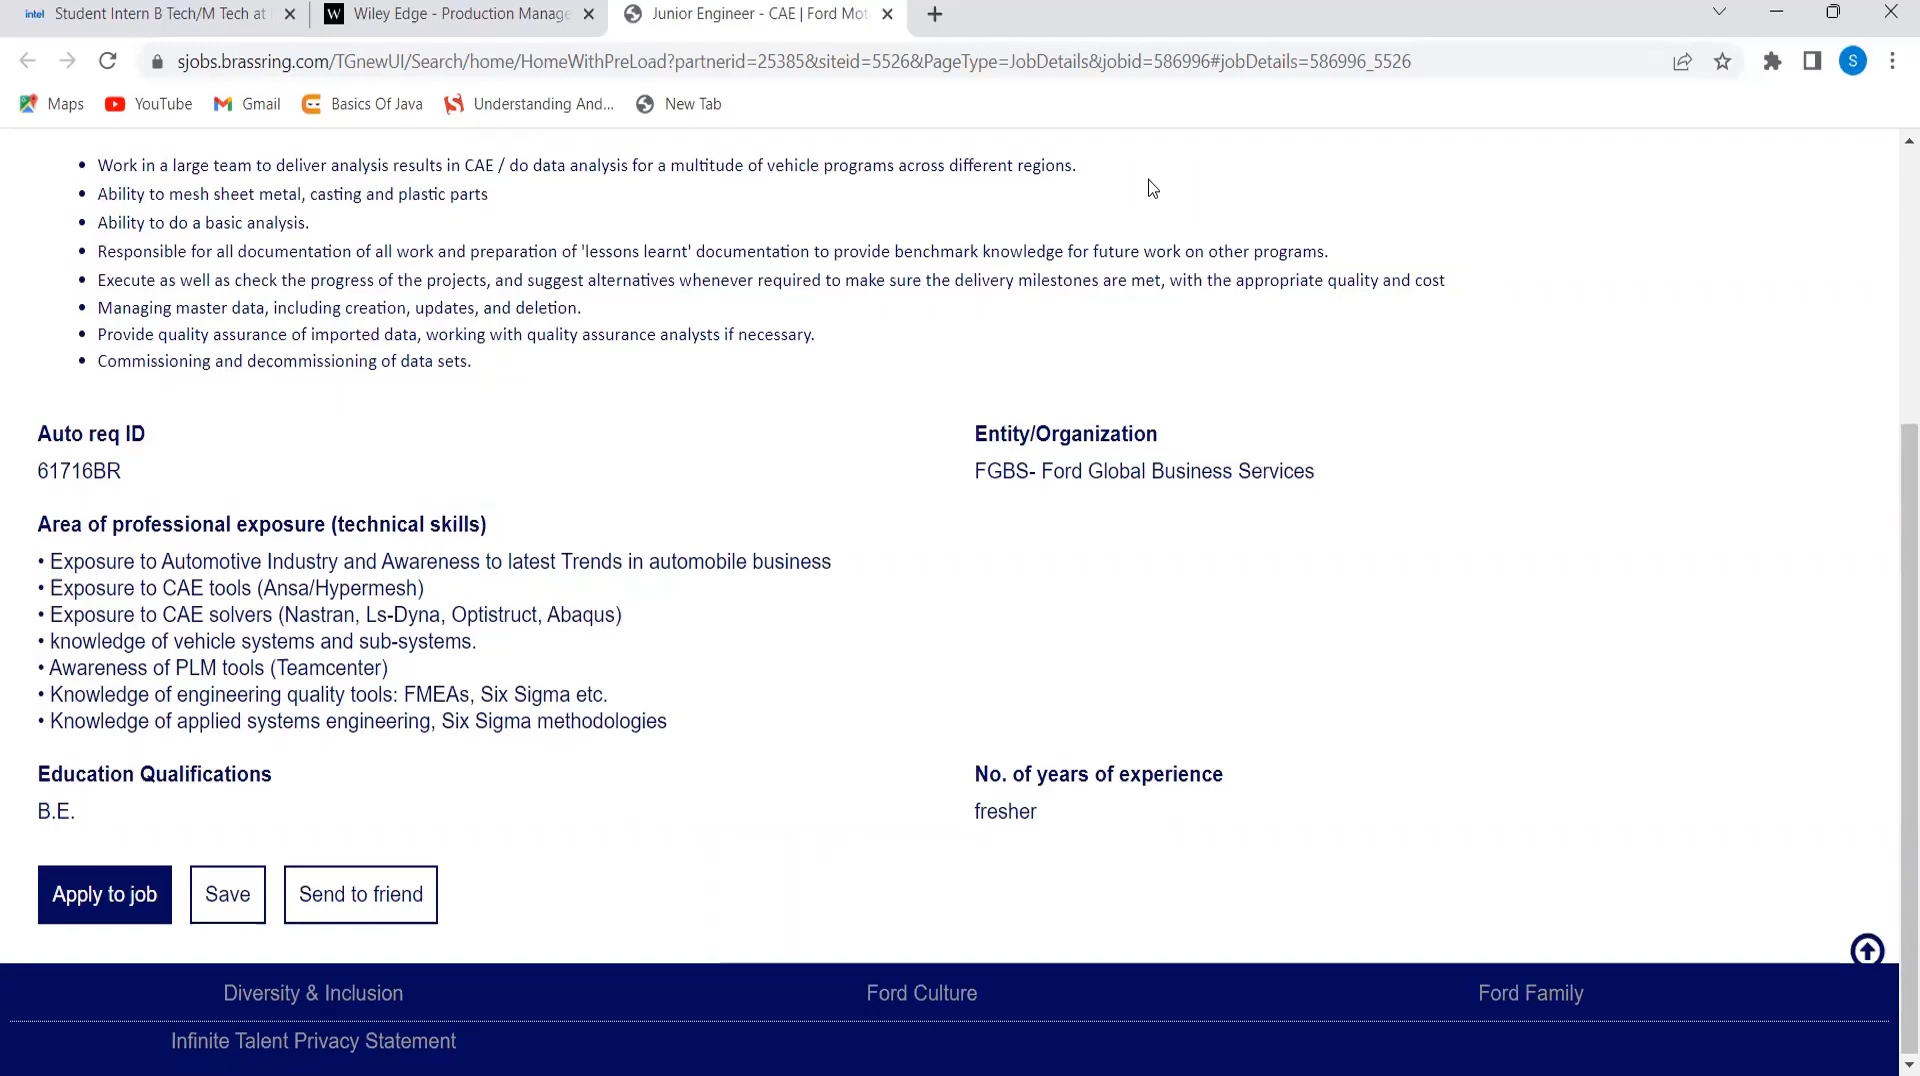 intel Student Intern B Tech/M Tech at
W Wiley Edge - Production Manage
Junior Engineer - CAE | Ford Mot
sjobs.brassring.com/TGnewUI/Search/home/HomeWithPreLoad?partnerid=25385&siteid=5526&PageType=JobDetails&jobid=586996#jobDetails=586996_5526
S
Maps YouTube Gmail Basics Of Java Understanding And... New Tab
• Work in a large team to deliver analysis results in CAE / do data analysis for a multitude of vehicle programs across different regions.
• Ability to mesh sheet metal, casting and plastic parts
• Ability to do a basic analysis.
• Responsible for all documentation of all work and preparation of 'lessons learnt' documentation to provide benchmark knowledge for future work on other programs.
• Execute as well as check the progress of the projects, and suggest alternatives whenever required to make sure the delivery milestones are met, with the appropriate quality and cost
• Managing master data, including creation, updates, and deletion.
• Provide quality assurance of imported data, working with quality assurance analysts if necessary.
• Commissioning and decommissioning of data sets.
Auto req ID
61716BR
Entity/Organization
FGBS- Ford Global Business Services
Area of professional exposure (technical skills)
• Exposure to Automotive Industry and Awareness to latest Trends in automobile business
• Exposure to CAE tools (Ansa/Hypermesh)
• Exposure to CAE solvers (Nastran, Ls-Dyna, Optistruct, Abaqus)
• knowledge of vehicle systems and sub-systems.
• Awareness of PLM tools (Teamcenter)
• Knowledge of engineering quality tools: FMEAs, Six Sigma etc.
• Knowledge of applied systems engineering, Six Sigma methodologies
Education Qualifications
B.E.
No. of years of experience
fresher
Apply to job Save Send to friend
Diversity & Inclusion Ford Culture Ford Family
Infinite Talent Privacy Statement